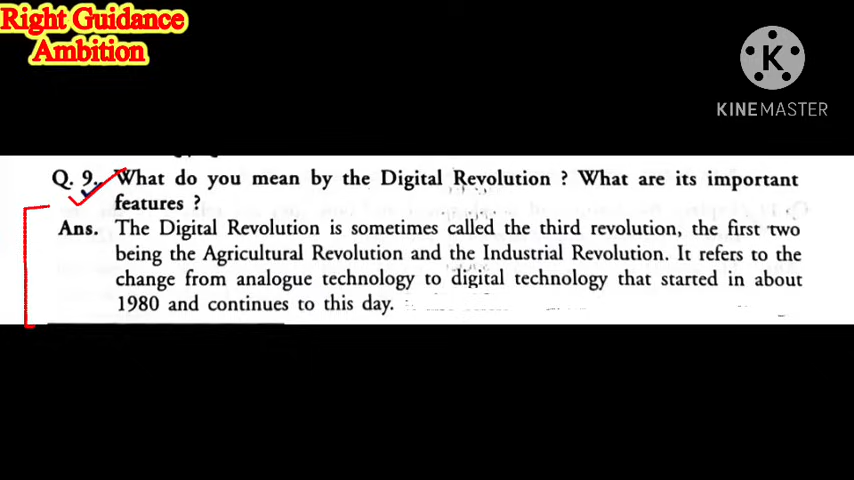 Right Guidance
Ambition
K
KINEMASTER
Q. 9. What do you mean by the Digital Revolution ? What are its important
features ?
Ans. The Digital Revolution is sometimes called the third revolution, the first two
being the Agricultural Revolution and the Industrial Revolution. It refers to the
change from analogue technology to digital technology that started in about
1980 and continues to this day.